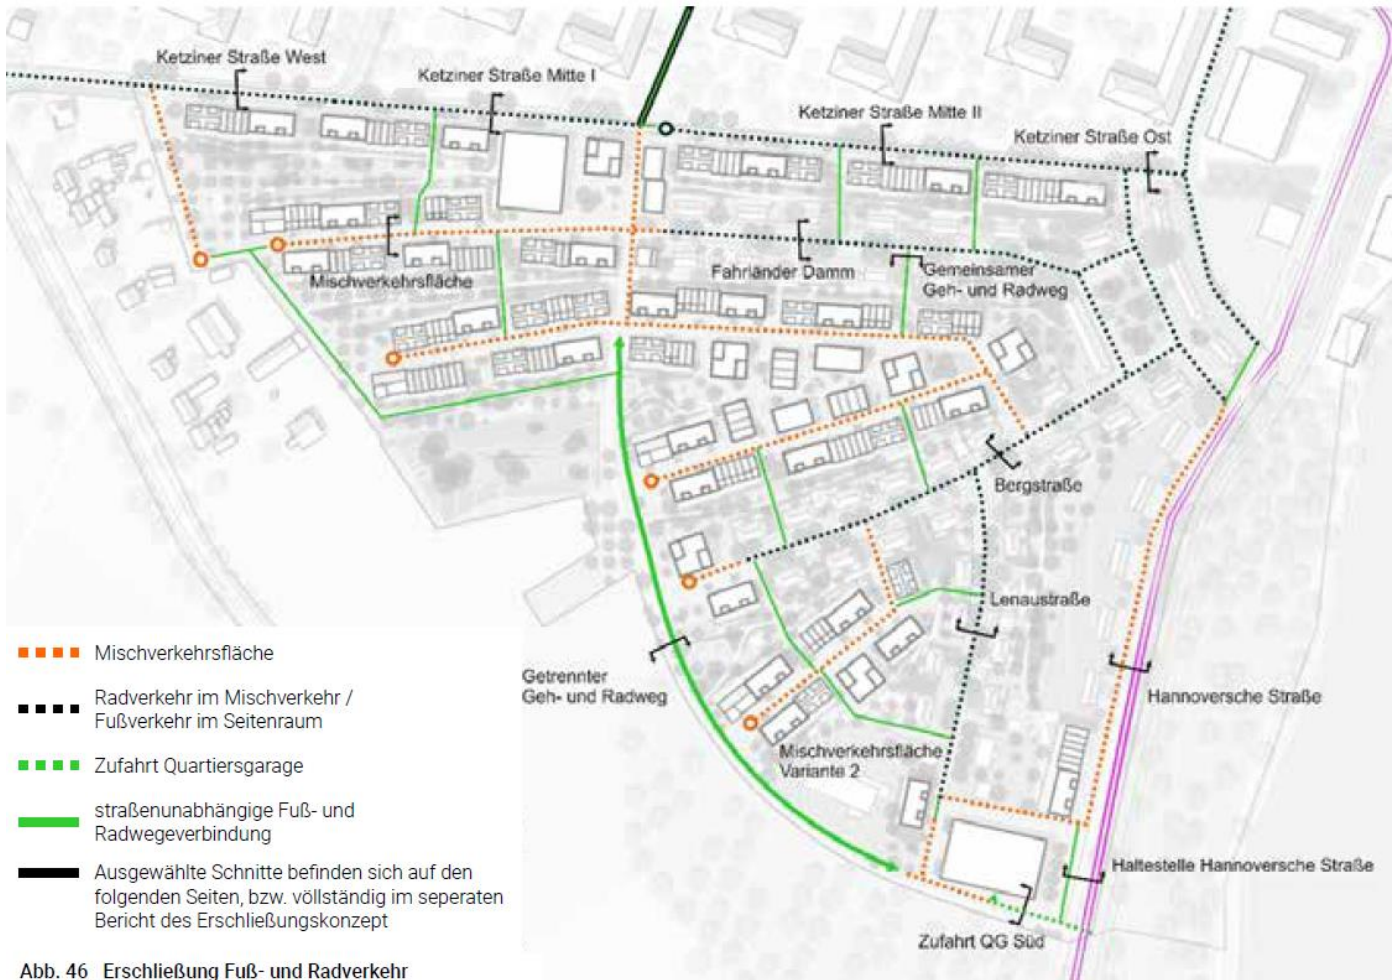 Ketziner Straße West
Ketziner Straße Mitte I
Ketziner Straße Mitte II
Ketziner Straße Ost
Mischverkehrsfläche
Fahrländer Damm
Gemeinsamer
Geh- und Radweg
Bergstraße
Lenaustraße
Getrennter
Geh- und Radweg
Hannoversche Straße
Mischverkehrsfläche
Variante 2
Haltestelle Hannoversche Straße
Zufahrt QG Süd
Mischverkehrsfläche
Radverkehr im Mischverkehr /
Fußverkehr im Seitenraum
Zufahrt Quartiersgarage
straßenunabhängige Fuß- und
Radwegeverbindung
Ausgewählte Schnitte befinden sich auf den
folgenden Seiten, bzw. völlständig im seperaten
Bericht des Erschließungskonzept
Abb. 46 Erschließung Fuß- und Radverkehr